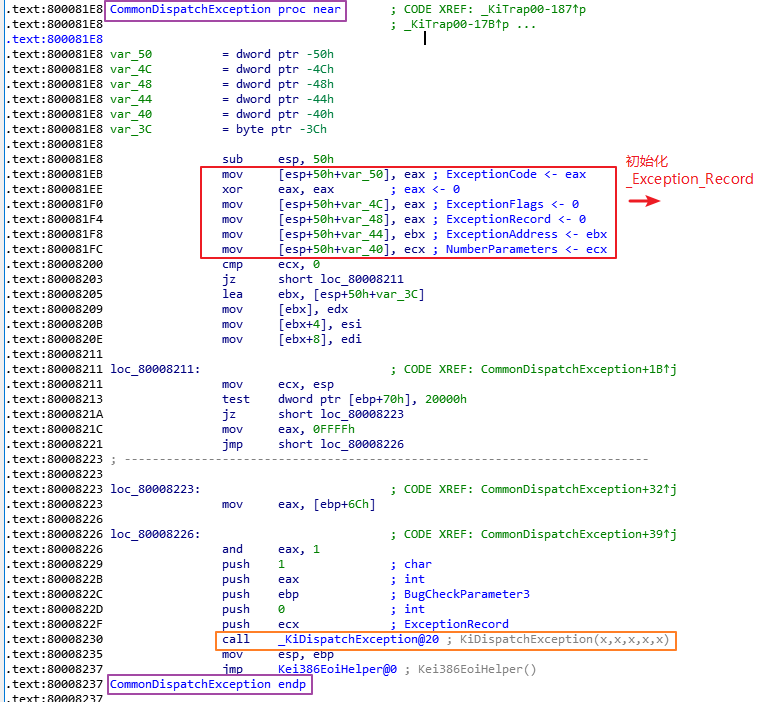 .text:800081E8 CommonDispatchException proc near ; CODE XREF: _KiTrap00-187↑p
.text:800081E8 ; _KiTrap00-17B↑p ...
.text:800081E8
.text:800081E8 var_50 = dword ptr -50h
.text:800081E8 var_4C = dword ptr -4Ch
.text:800081E8 var_48 = dword ptr -48h
.text:800081E8 var_44 = dword ptr -44h
.text:800081E8 var_40 = dword ptr -40h
.text:800081E8 var_3C = byte ptr -3Ch
.text:800081E8
.text:800081E8 sub esp, 50h
.text:800081EB mov [esp+50h+var_50], eax ; ExceptionCode <- eax
.text:800081EE xor eax, eax ; eax <- 0
.text:800081F0 mov [esp+50h+var_4C], eax ; ExceptionFlags <- 0
.text:800081F4 mov [esp+50h+var_48], eax ; ExceptionRecord <- 0
.text:800081F8 mov [esp+50h+var_44], ebx ; ExceptionAddress <- ebx
.text:800081FC mov [esp+50h+var_40], ecx ; NumberParameters <- ecx
初始化
_Exception_Record
.text:80008200 cmp ecx, 0
.text:80008203 jz short loc_80008211
.text:80008205 lea ebx, [esp+50h+var_3C]
.text:80008209 mov [ebx], edx
.text:8000820B mov [ebx+4], esi
.text:8000820E mov [ebx+8], edi
.text:80008211
.text:80008211 loc_80008211: ; CODE XREF: CommonDispatchException+1B↑j
.text:80008211 mov ecx, esp
.text:80008213 test dword ptr [ebp+70h], 20000h
.text:8000821A jz short loc_80008223
.text:8000821C mov eax, 0FFFFh
.text:80008221 jmp short loc_80008226
.text:80008223 ; ---------------------------------------------------------------------------
.text:80008223
.text:80008223 loc_80008223: ; CODE XREF: CommonDispatchException+32↑j
.text:80008223 mov eax, [ebp+6Ch]
.text:80008226
.text:80008226 loc_80008226: ; CODE XREF: CommonDispatchException+39↑j
.text:80008226 and eax, 1
.text:80008229 push 1 ; char
.text:8000822B push eax ; int
.text:8000822C push ebp ; BugCheckParameter3
.text:8000822D push 0 ; int
.text:8000822F push ecx ; ExceptionRecord
.text:80008230 call _KiDispatchException@20 ; KiDispatchException(x,x,x,x,x)
.text:80008235 mov esp, ebp
.text:80008237 jmp Kei386EoiHelper@0 ; Kei386EoiHelper()
.text:80008237 CommonDispatchException endp
.text:80008237